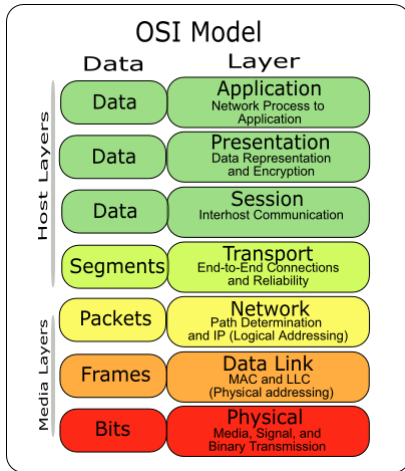 OSI Model
Data Layer
Host Layers
Data
Application
Network Process to
Application
Data
Presentation
Data Representation
and Encryption
Data
Session
Interhost Communication
Segments
Transport
End-to-End Connections
and Reliability
Media Layers
Packets
Network
Path Determination
and IP (Logical Addressing)
Frames
Data Link
MAC and LLC
(Physical addressing)
Bits
Physical
Media, Signal, and
Binary Transmission